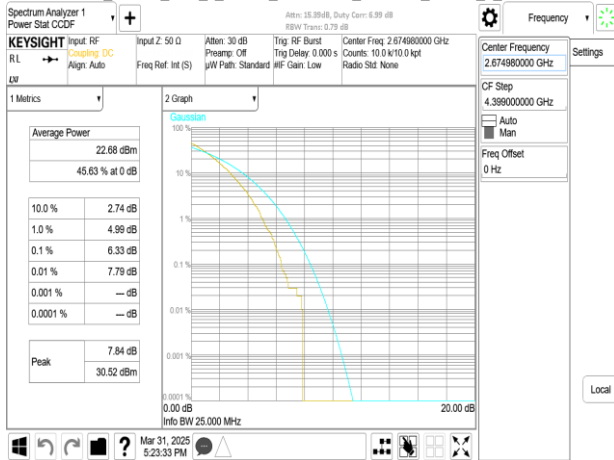 Spectrum Analyzer 1
Power Stat CCDF
Attn: 15.39dB, Duty Corr: 6.99 dB
RBW Trann: 0.79 dB
Frequency
KEYSIGHT
Input: RF
Coupling: DC
Align: Auto
RL
LXI
Input Z: 50 Ω
Freq Ref: Int (S)
Atten: 30 dB
Preamp: Off
µW Path: Standard
Trig: RF Burst
Trig Delay: 0.000 s
#IF Gain: Low
Center Freq: 2.674980000 GHz
Counts: 10.0 k/10.0 kpt
Radio Std: None
Center Frequency
2.674980000 GHz
Settings
CF Step
4.399000000 GHz
Auto
Man
Freq Offset
0 Hz
Local
1 Metrics
Average Power
22.68 dBm
45.63 % at 0 dB
10.0 % 2.74 dB
1.0 % 4.99 dB
0.1 % 6.33 dB
0.01 % 7.79 dB
0.001 % --- dB
0.0001 % --- dB
Peak
7.84 dB
30.52 dBm
2 Graph
Gaussian
100 %
10 %
1 %
0.1 %
0.01 %
0.001 %
0.0001 %
0.00 dB
20.00 dB
Info BW 25.000 MHz
?
Mar 31, 2025
5:23:33 PM